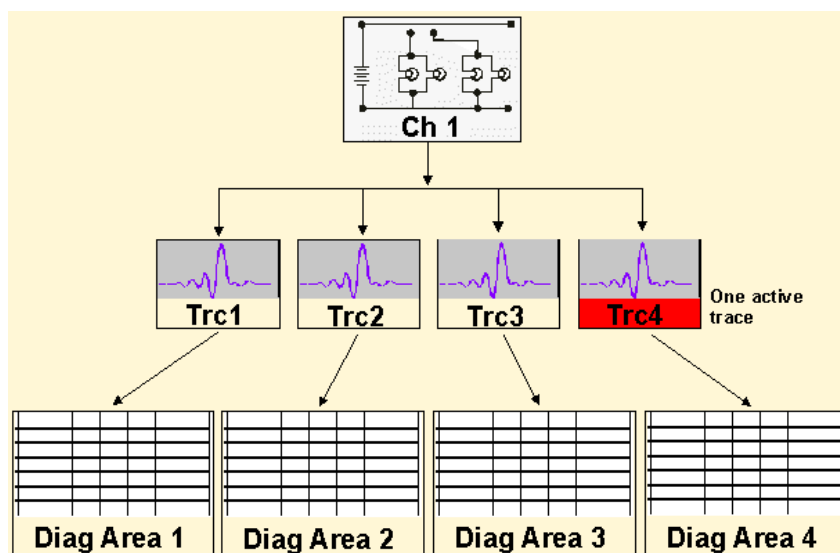 Ch 1
Trc1
Trc2
Trc3
Trc4
One active
trace
Diag Area 1
Diag Area 2
Diag Area 3
Diag Area 4